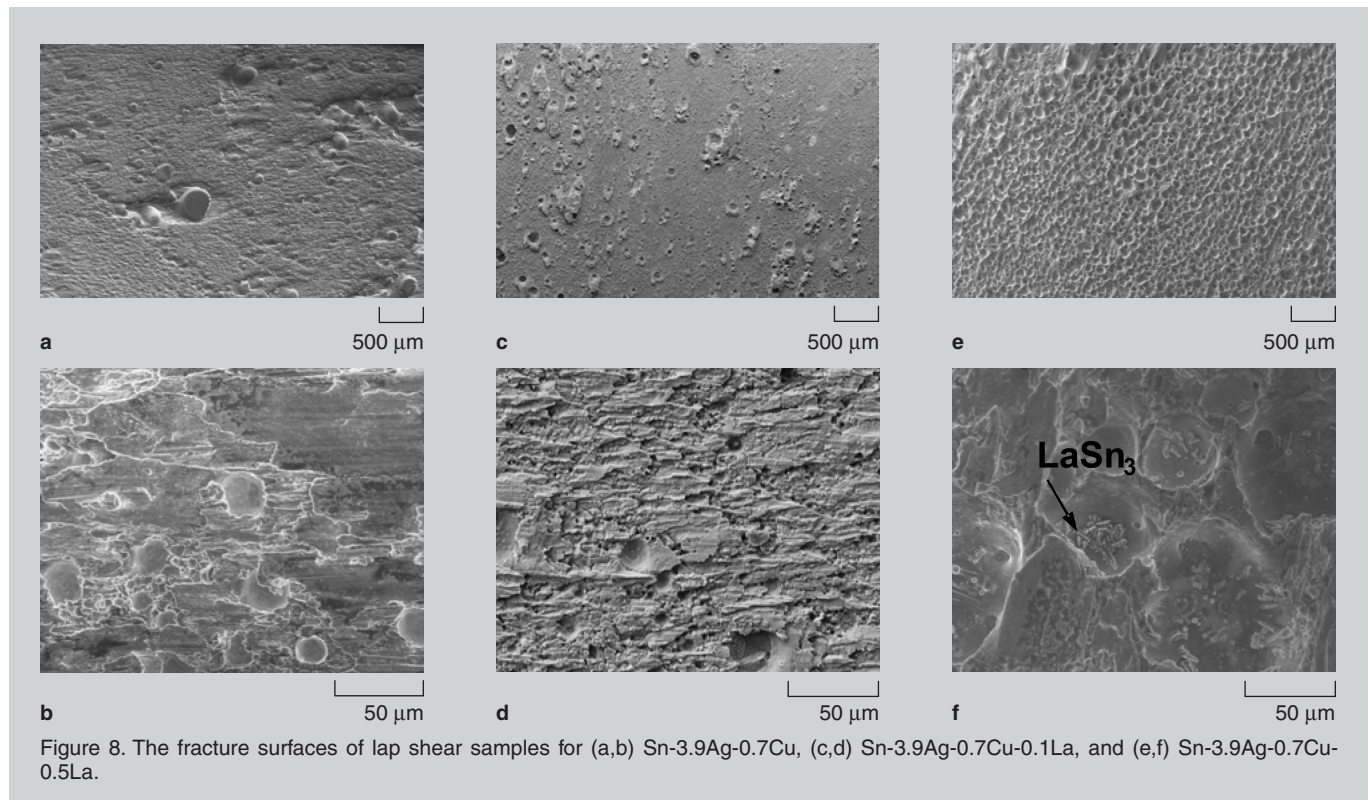 a 500 μm
c 500 μm
e 500 μm
LaSn₃
b 50 μm
d 50 μm
f 50 μm
Figure 8. The fracture surfaces of lap shear samples for (a,b) Sn-3.9Ag-0.7Cu, (c,d) Sn-3.9Ag-0.7Cu-0.1La, and (e,f) Sn-3.9Ag-0.7Cu-
0.5La.